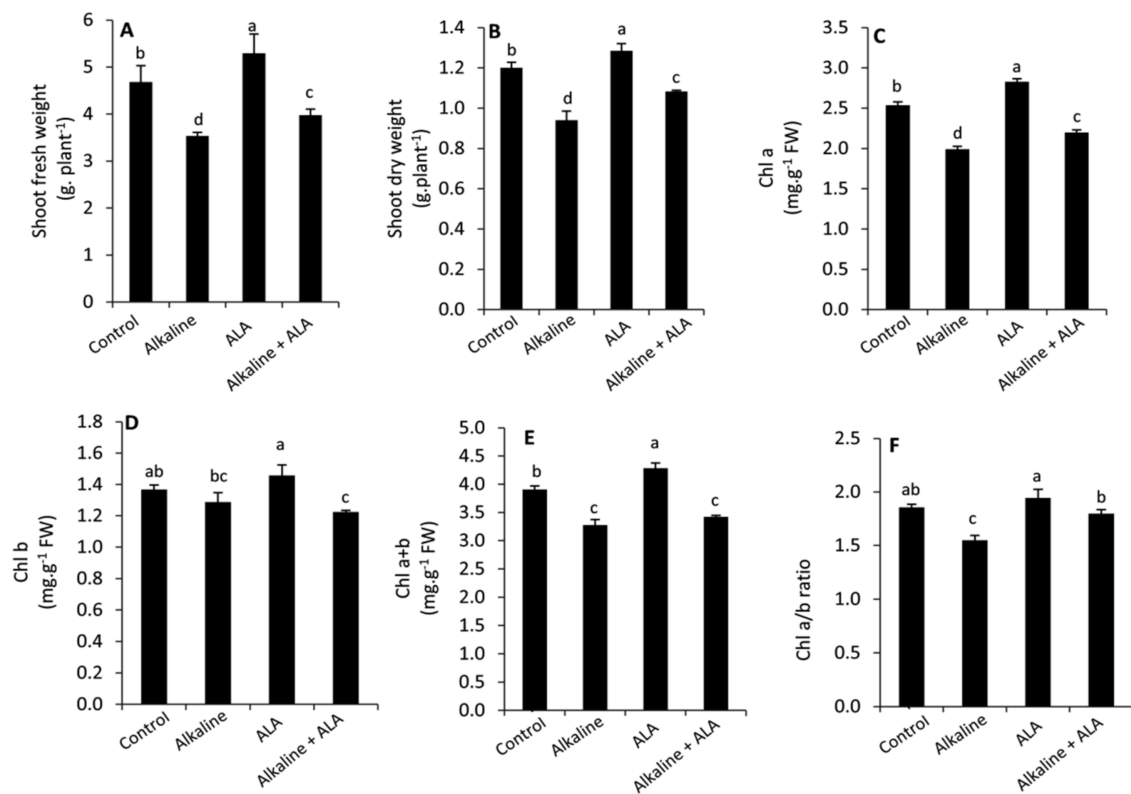 A
Shoot fresh weight
(g. plant⁻¹)
6
5
4
3
2
1
0
b
d
a
c
Control
Alkaline
ALA
Alkaline + ALA
B
Shoot dry weight
(g.plant⁻¹)
1.4
1.2
1.0
0.8
0.6
0.4
0.2
0.0
b
d
a
c
Control
Alkaline
ALA
Alkaline + ALA
C
Chl a
(mg.g⁻¹ FW)
3.5
3.0
2.5
2.0
1.5
1.0
0.5
0.0
b
d
a
c
Control
Alkaline
ALA
Alkaline + ALA
D
Chl b
(mg.g⁻¹ FW)
1.8
1.6
1.4
1.2
1.0
0.8
0.6
0.4
0.2
0.0
ab
bc
a
c
Control
Alkaline
ALA
Alkaline + ALA
E
Chl a+b
(mg.g⁻¹ FW)
5.0
4.5
4.0
3.5
3.0
2.5
2.0
1.5
1.0
0.5
0.0
b
c
a
c
Control
Alkaline
ALA
Alkaline + ALA
F
Chl a/b ratio
2.5
2.0
1.5
1.0
0.5
0.0
ab
c
a
b
Control
Alkaline
ALA
Alkaline + ALA